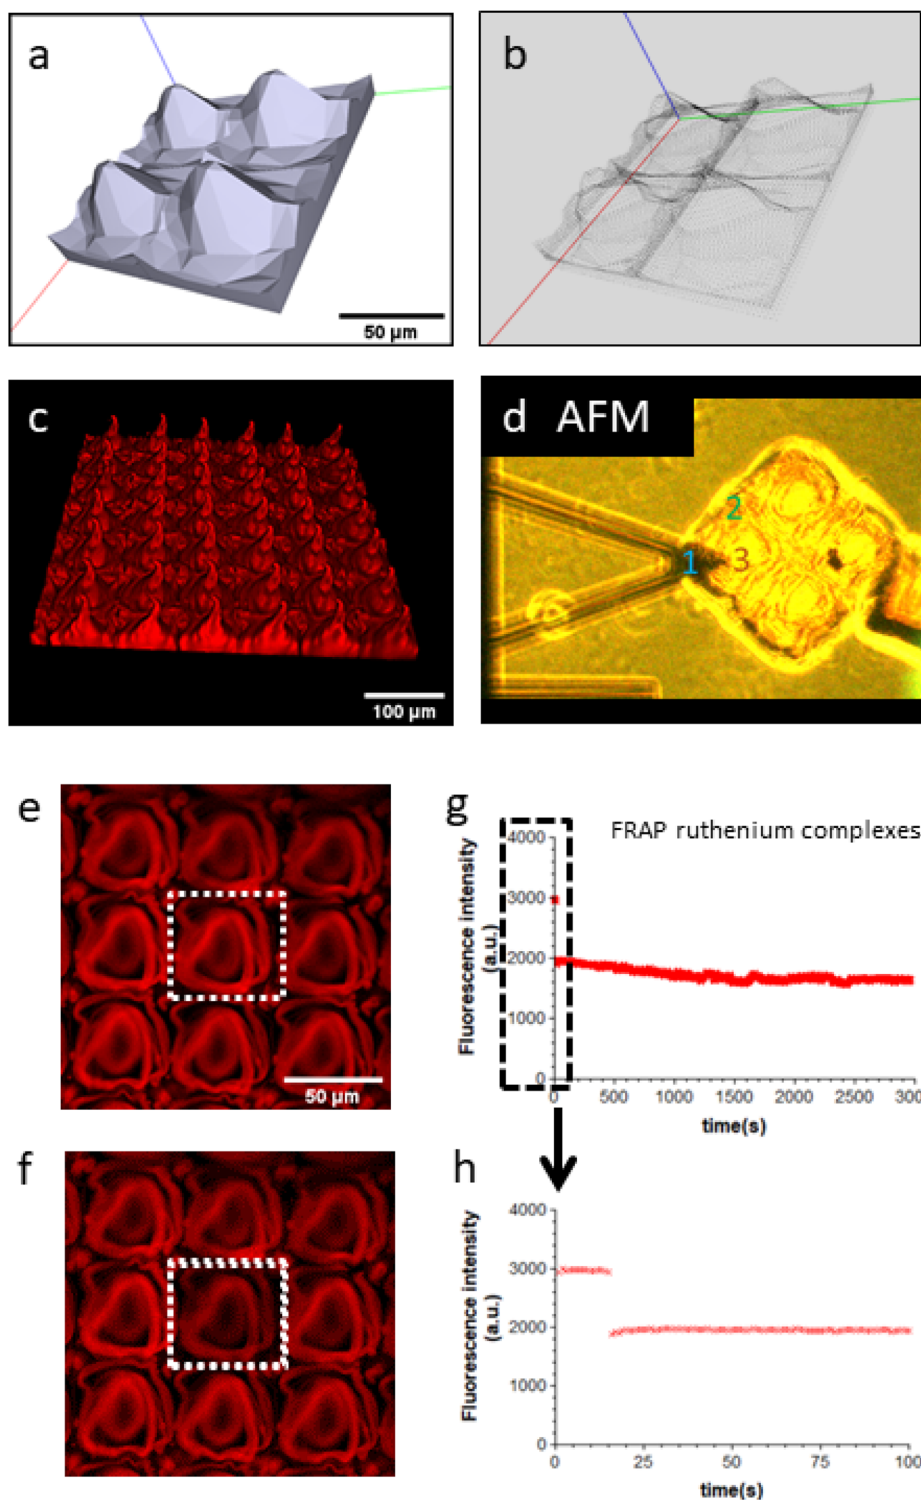 a
50 µm
b
c
100 µm
d AFM
1
2
3
e
50 µm
f
g
FRAP ruthenium complexes
Fluorescence intensity
(a.u.)
4000
3000
2000
1000
0
0 500 1000 1500 2000 2500 300
time(s)
h
Fluorescence intensity
(a.u.)
4000
3000
2000
1000
0
0 25 50 75 100
time(s)